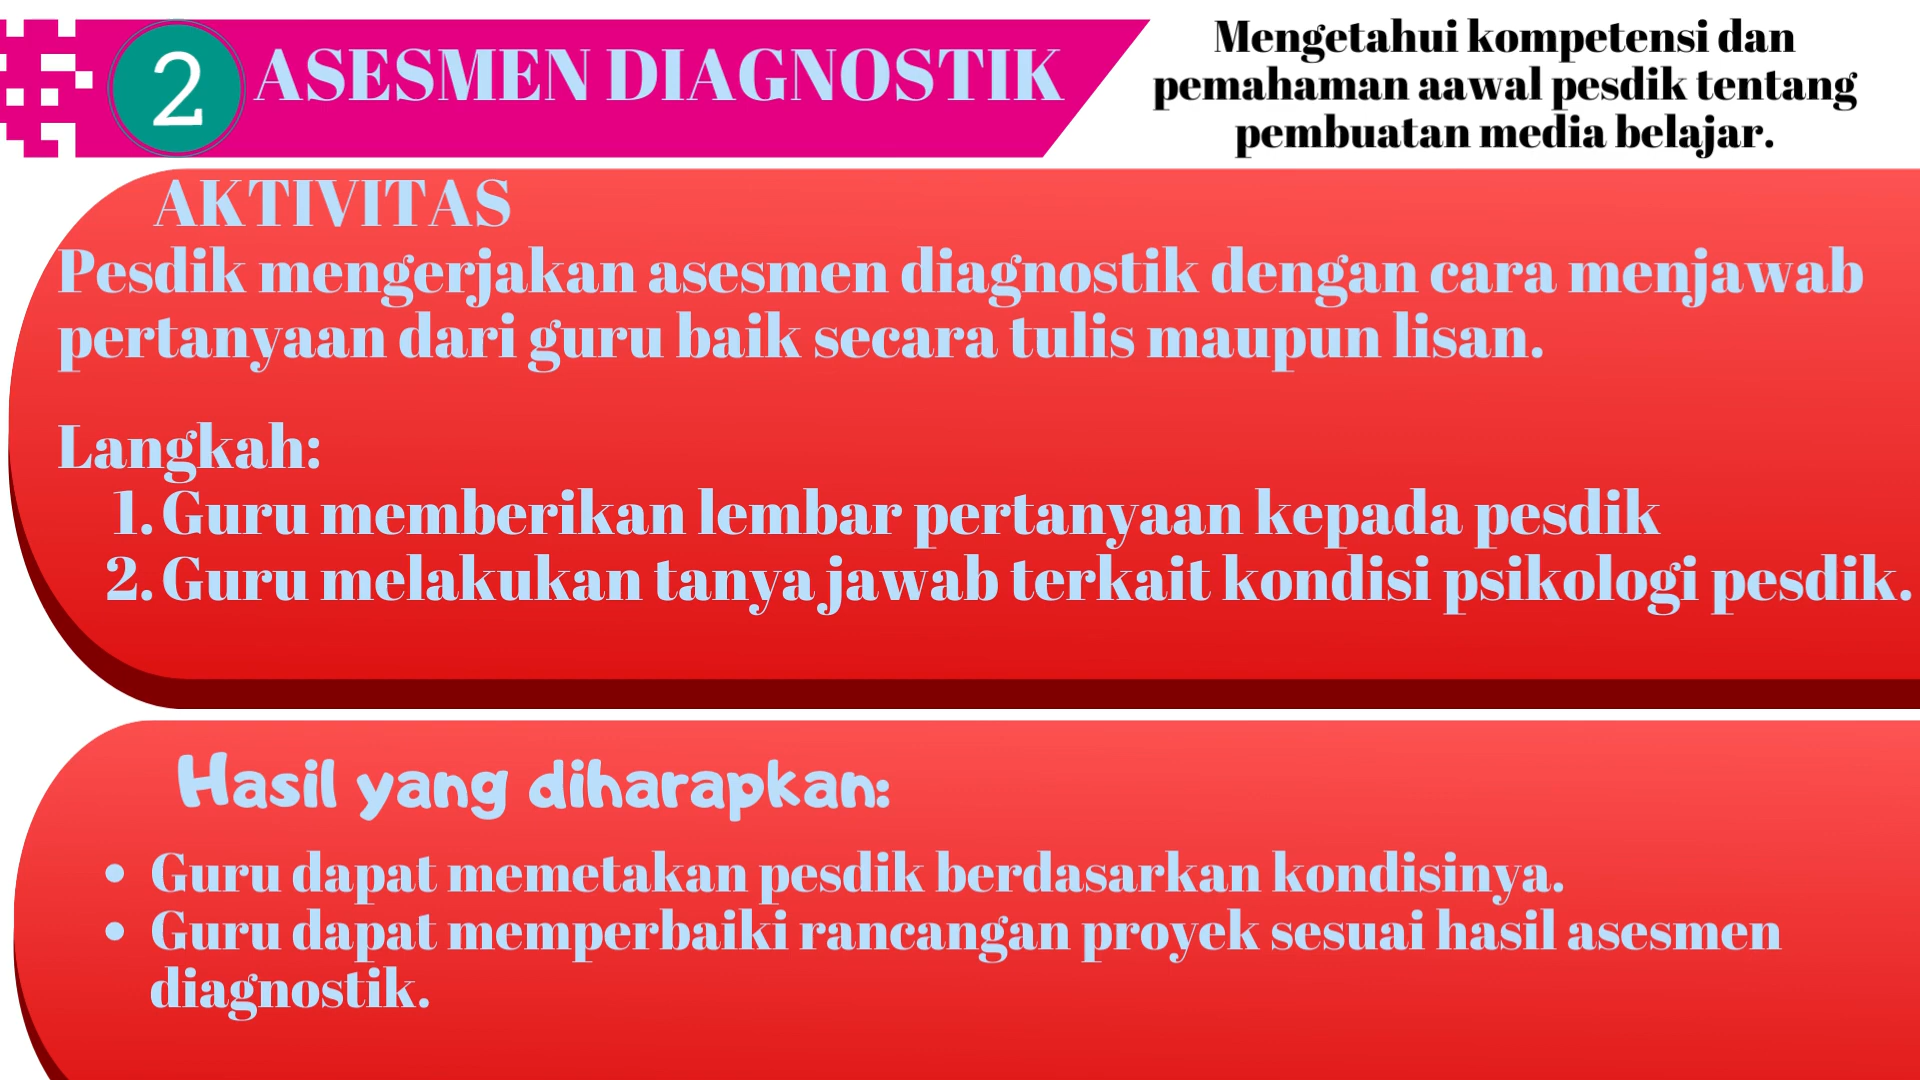 2
ASESMEN DIAGNOSTIK
Mengetahui kompetensi dan
pemahaman aawal pesdik tentang
pembuatan media belajar.
AKTIVITAS
Pesdik mengerjakan asesmen diagnostik dengan cara menjawab
pertanyaan dari guru baik secara tulis maupun lisan.
Langkah:
1. Guru memberikan lembar pertanyaan kepada pesdik
2. Guru melakukan tanya jawab terkait kondisi psikologi pesdik.
Hasil yang diharapkan:
• Guru dapat memetakan pesdik berdasarkan kondisinya.
• Guru dapat memperbaiki rancangan proyek sesuai hasil asesmen
diagnostik.